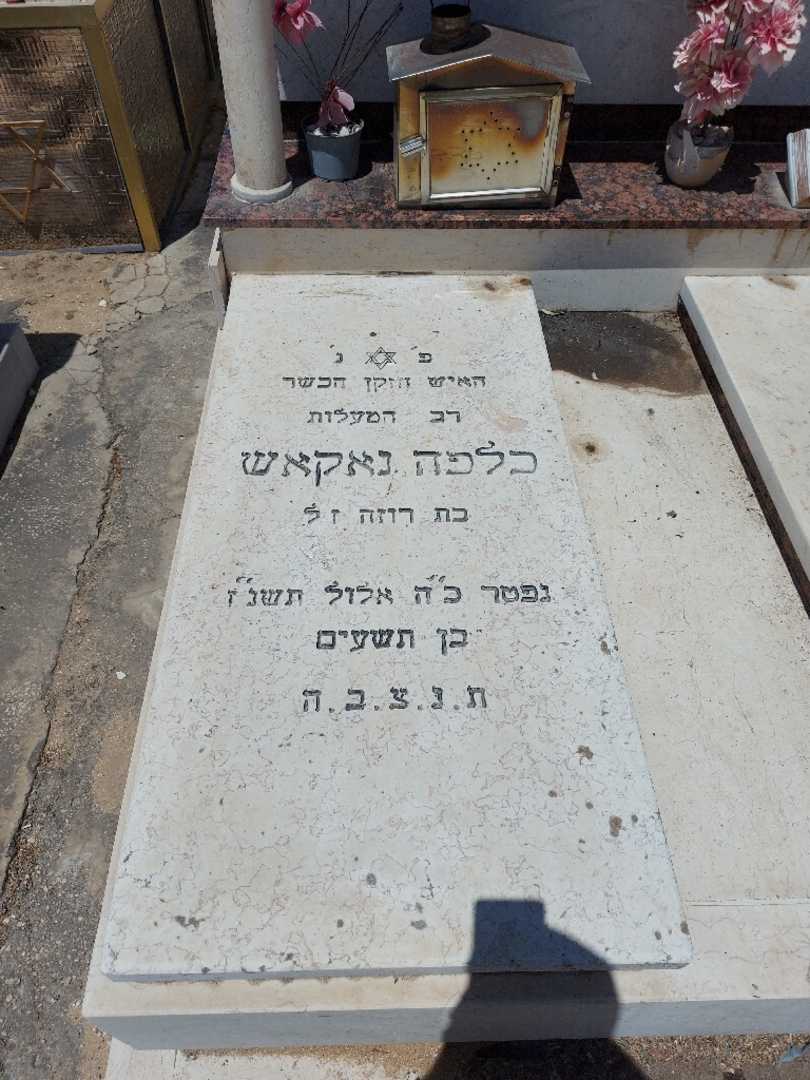 פ נ
האיש הזקן הכשר
רב המעלות
כלפה נאקאש
בת רוזה ז ל
נפטר כ״ה אלול תשנ״ז
בן תשעים
ת.נ.צ.ב.ה